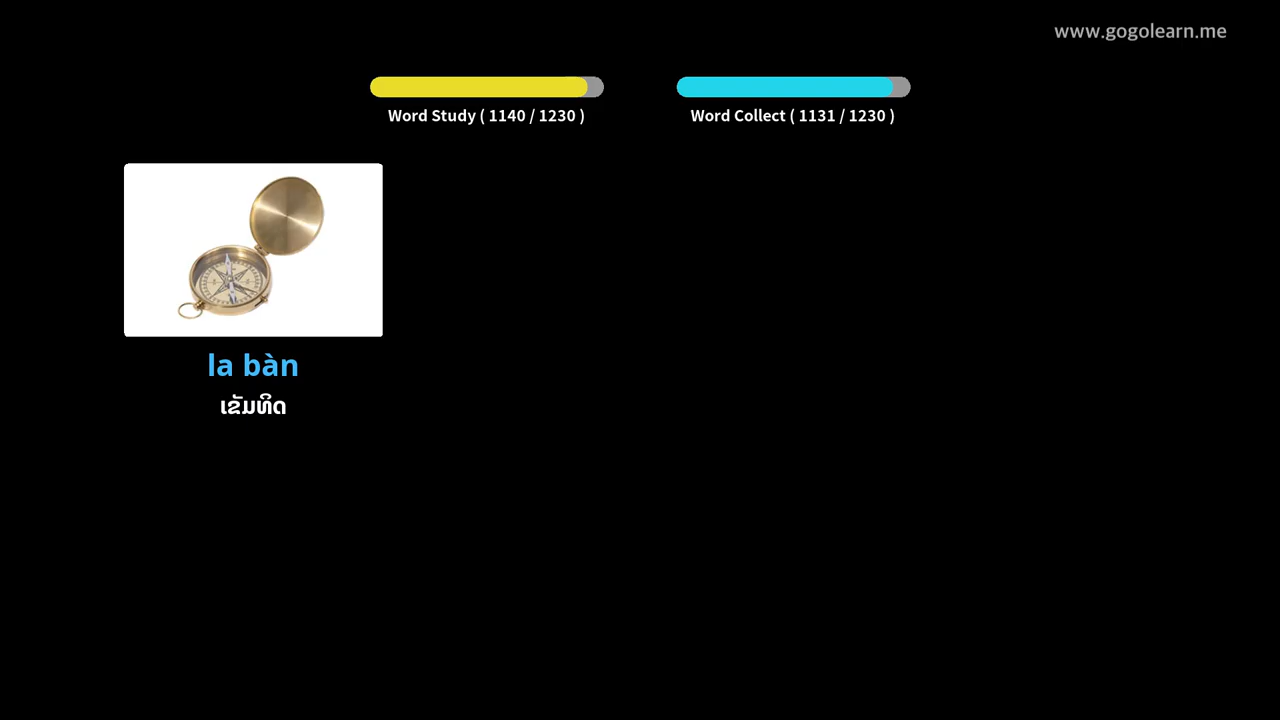 www.gogolearn.me
Word Study ( 1140 / 1230 )
Word Collect ( 1131 / 1230 )
la bàn
ເຂັມທິດ